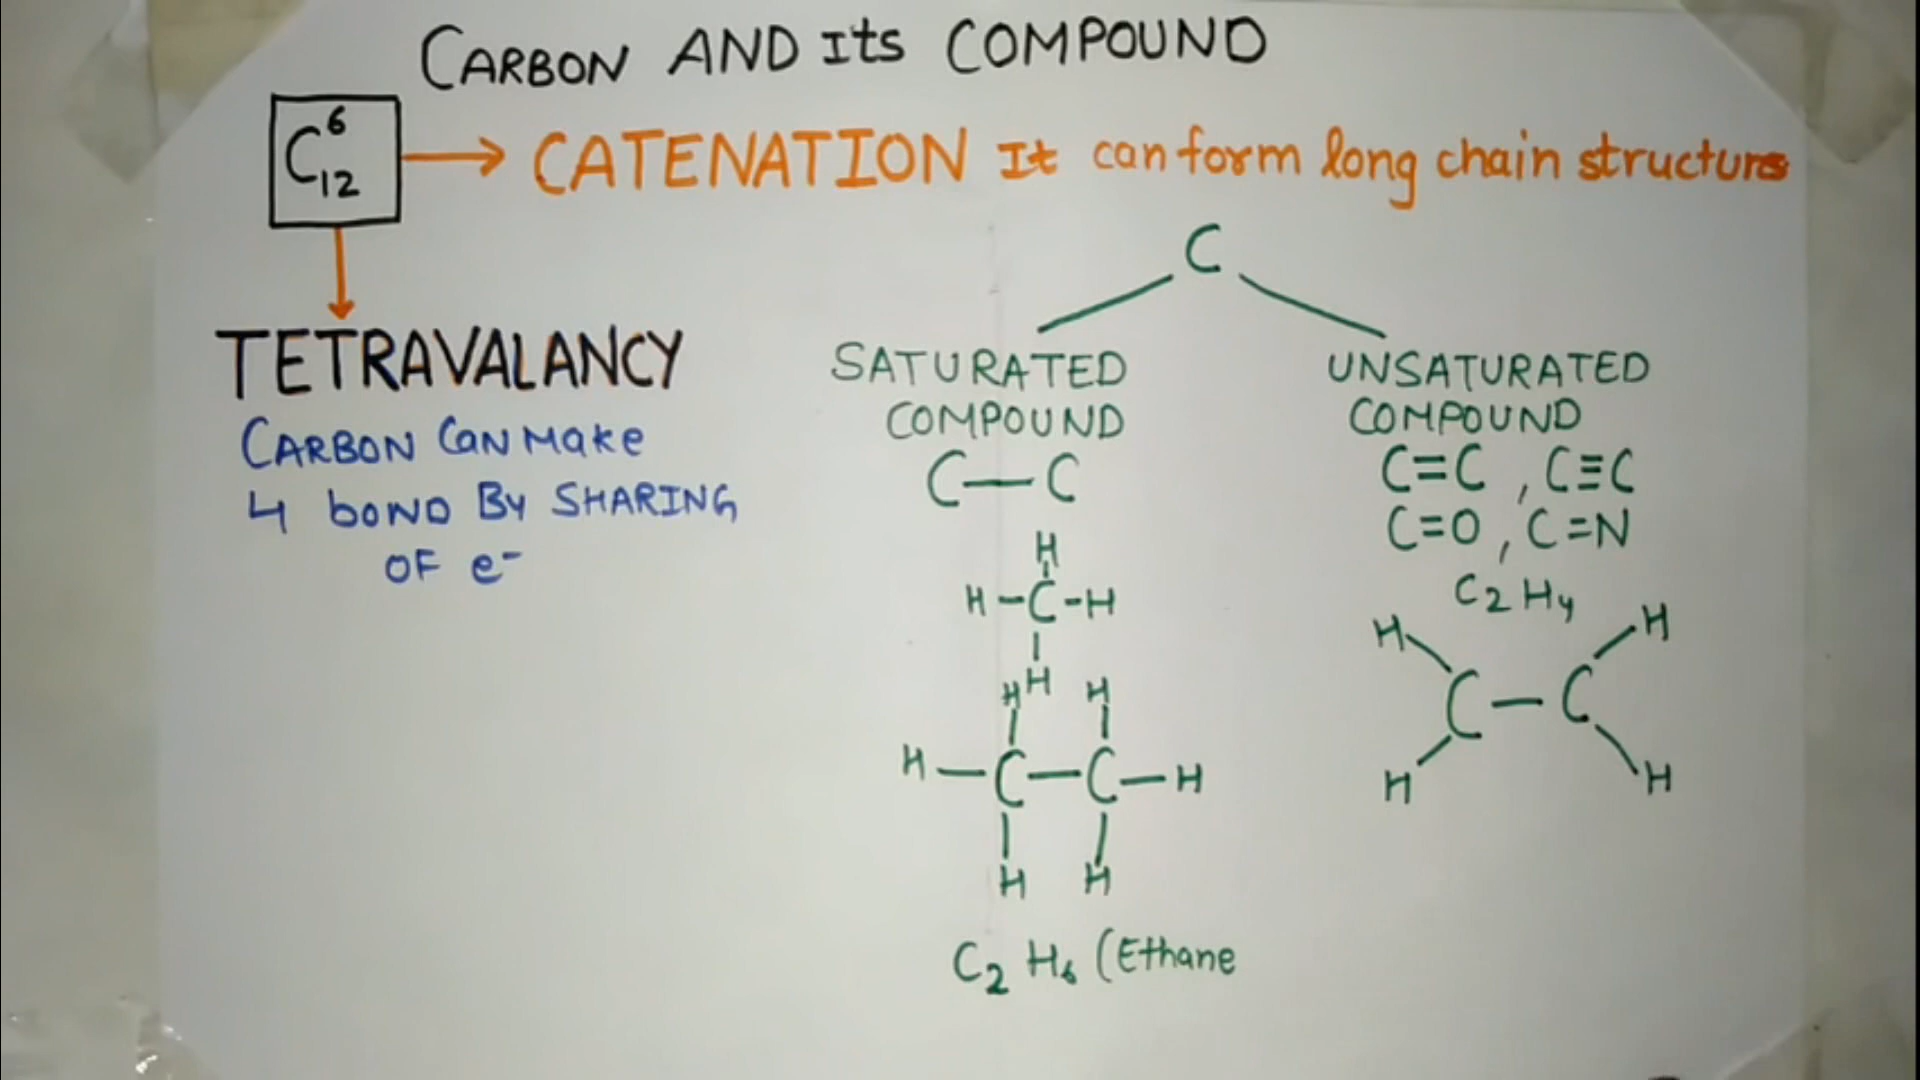 CARBON AND Its COMPOUND
C 6 12
CATENATION It can form long chain structurs
C
TETRAVALANCY
CARBON CAN Make
4 bOND By SHARING
OF e-
SATURATED
COMPOUND
C—C
H
H-C-H
H
H H
H—C—C—H
H H
C2 H6 (Ethane
UNSATURATED
COMPOUND
C=C , C≡C
C=O , C=N
C2 H4
H H
C—C
H H